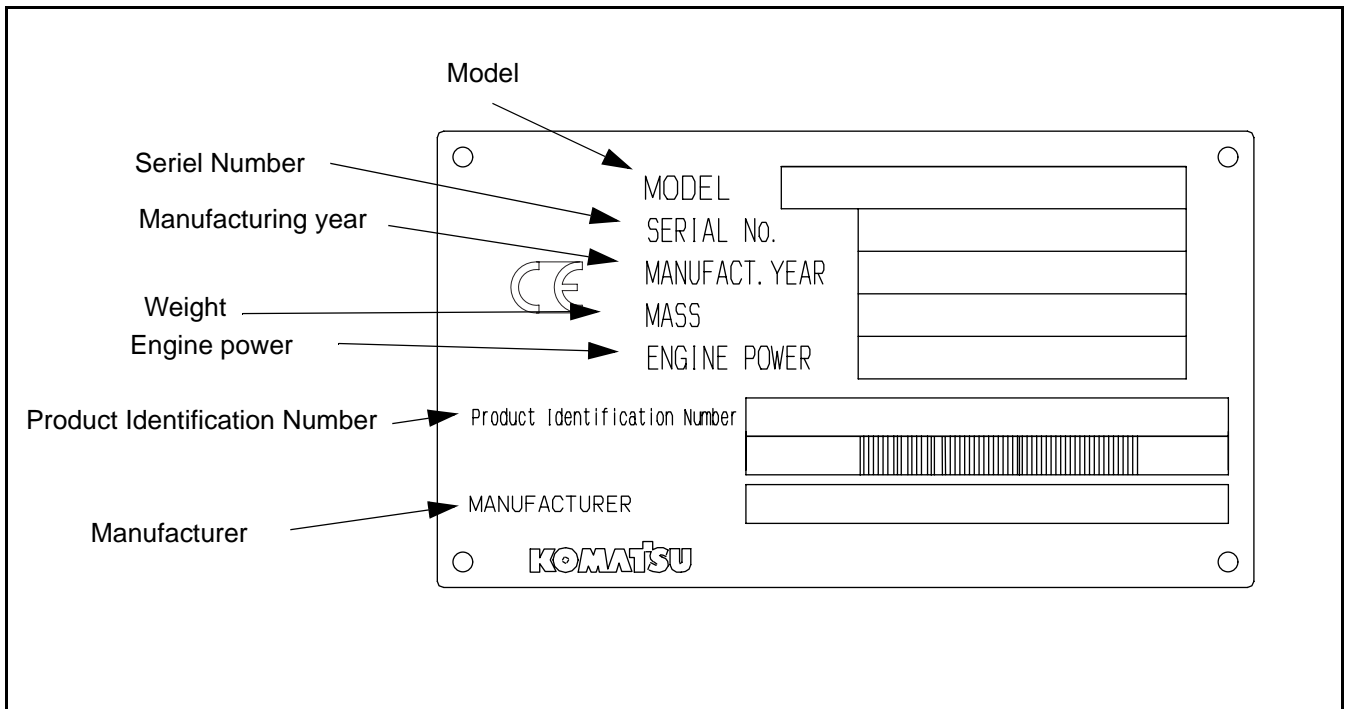 Model
Seriel Number
MODEL
Manufacturing year
SERIAL No.
MANUFACT. YEAR
CE
Weight
MASS
Engine power
ENGINE POWER
Product Identification Number
Product Identification Number
MANUFACTURER
Manufacturer
KOMATSU